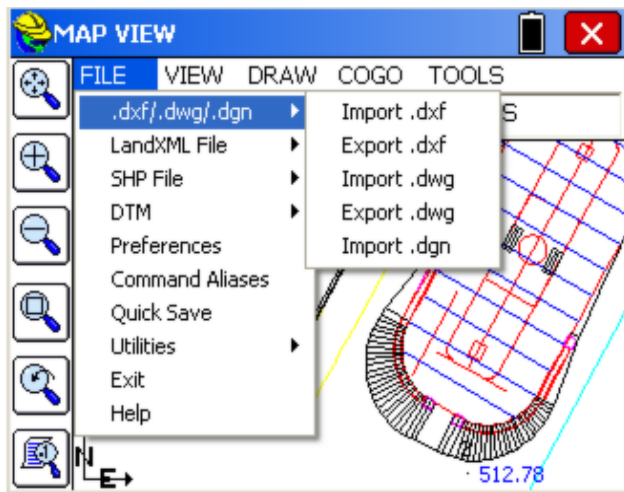 MAP VIEW
FILE VIEW DRAW COGO TOOLS
.dxf/.dwg/.dgn
LandXML File
SHP File
DTM
Preferences
Command Aliases
Quick Save
Utilities
Exit
Help
Import .dxf
Export .dxf
Import .dwg
Export .dwg
Import .dgn
S
N
E
512.78